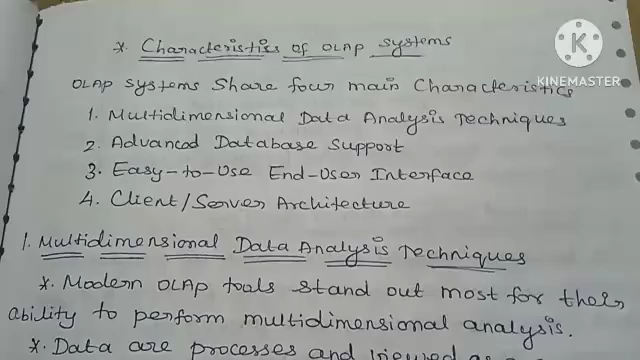 * Characteristics of OLAP Systems
OLAP Systems Share four main Characteristics
1. Multidimensional Data Analysis Techniques
2. Advanced Database Support
3. Easy-to-Use End-User Interface
4. Client/Server Architecture
1. Multidimensional Data Analysis Techniques
* Modern OLAP tools stand out most for their
ability to perform multidimensional analysis.
* Data are processes and viewed as
K
KINEMASTER